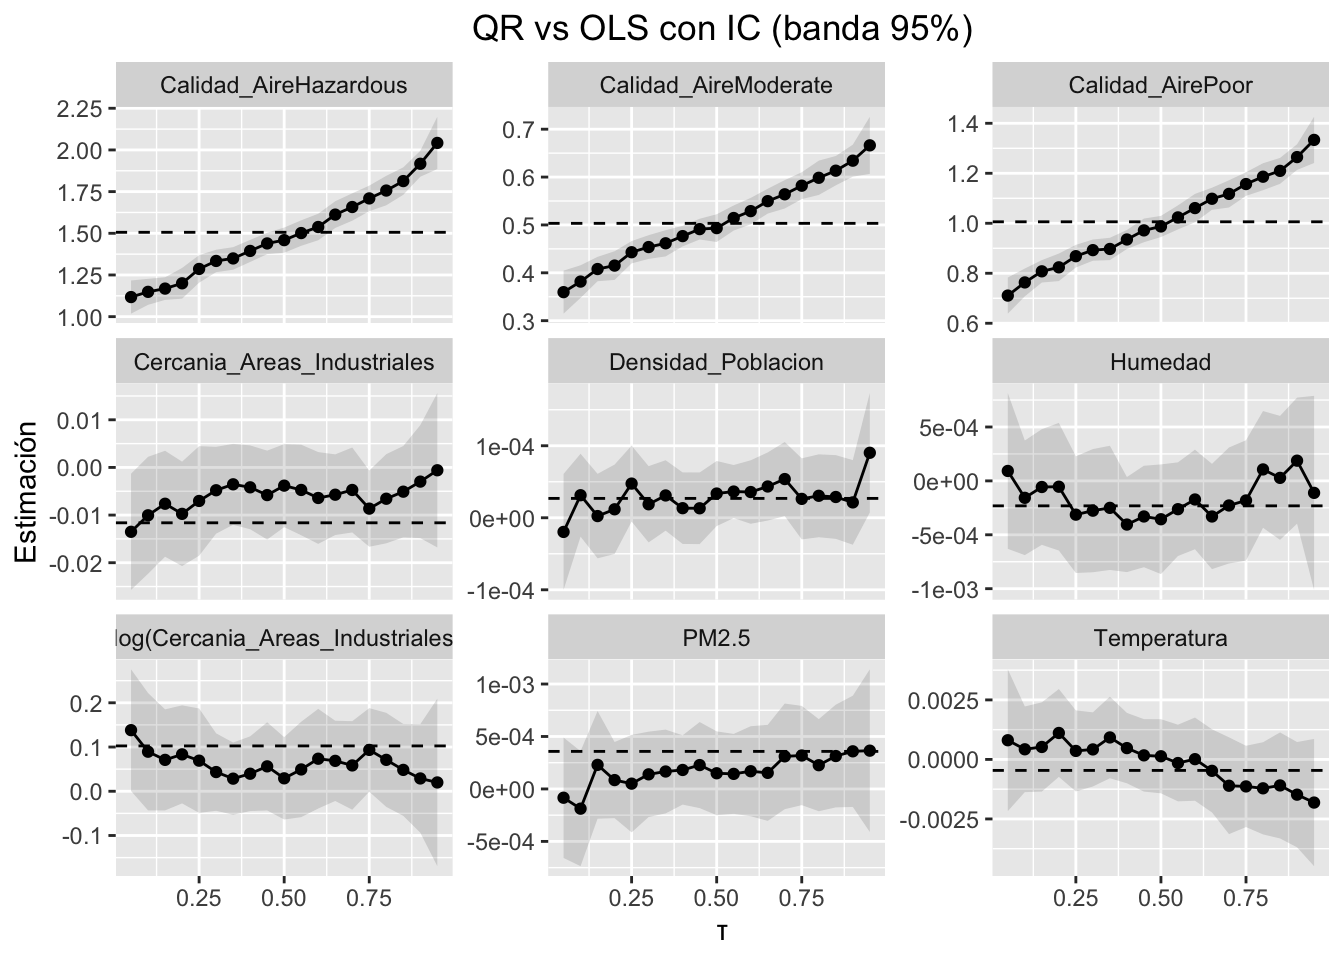 QR vs OLS con IC (banda 95%)
Calidad_AireHazardous
Calidad_AireModerate
Calidad_AirePoor
2.25
2.00
1.75
1.50
1.25
1.00
0.7
0.6
0.5
0.4
0.3
1.4
1.2
1.0
0.8
0.6
Cercania_Areas_Industriales
Densidad_Poblacion
Humedad
0.01
0.00
-0.01
-0.02
1e-04
0e+00
-1e-04
5e-04
0e+00
-5e-04
-1e-03
Estimación
log(Cercania_Areas_Industriales
PM2.5
Temperatura
0.2
0.1
0.0
-0.1
1e-03
5e-04
0e+00
-5e-04
0.0025
0.0000
-0.0025
0.25 0.50 0.75
0.25 0.50 0.75
0.25 0.50 0.75
τ